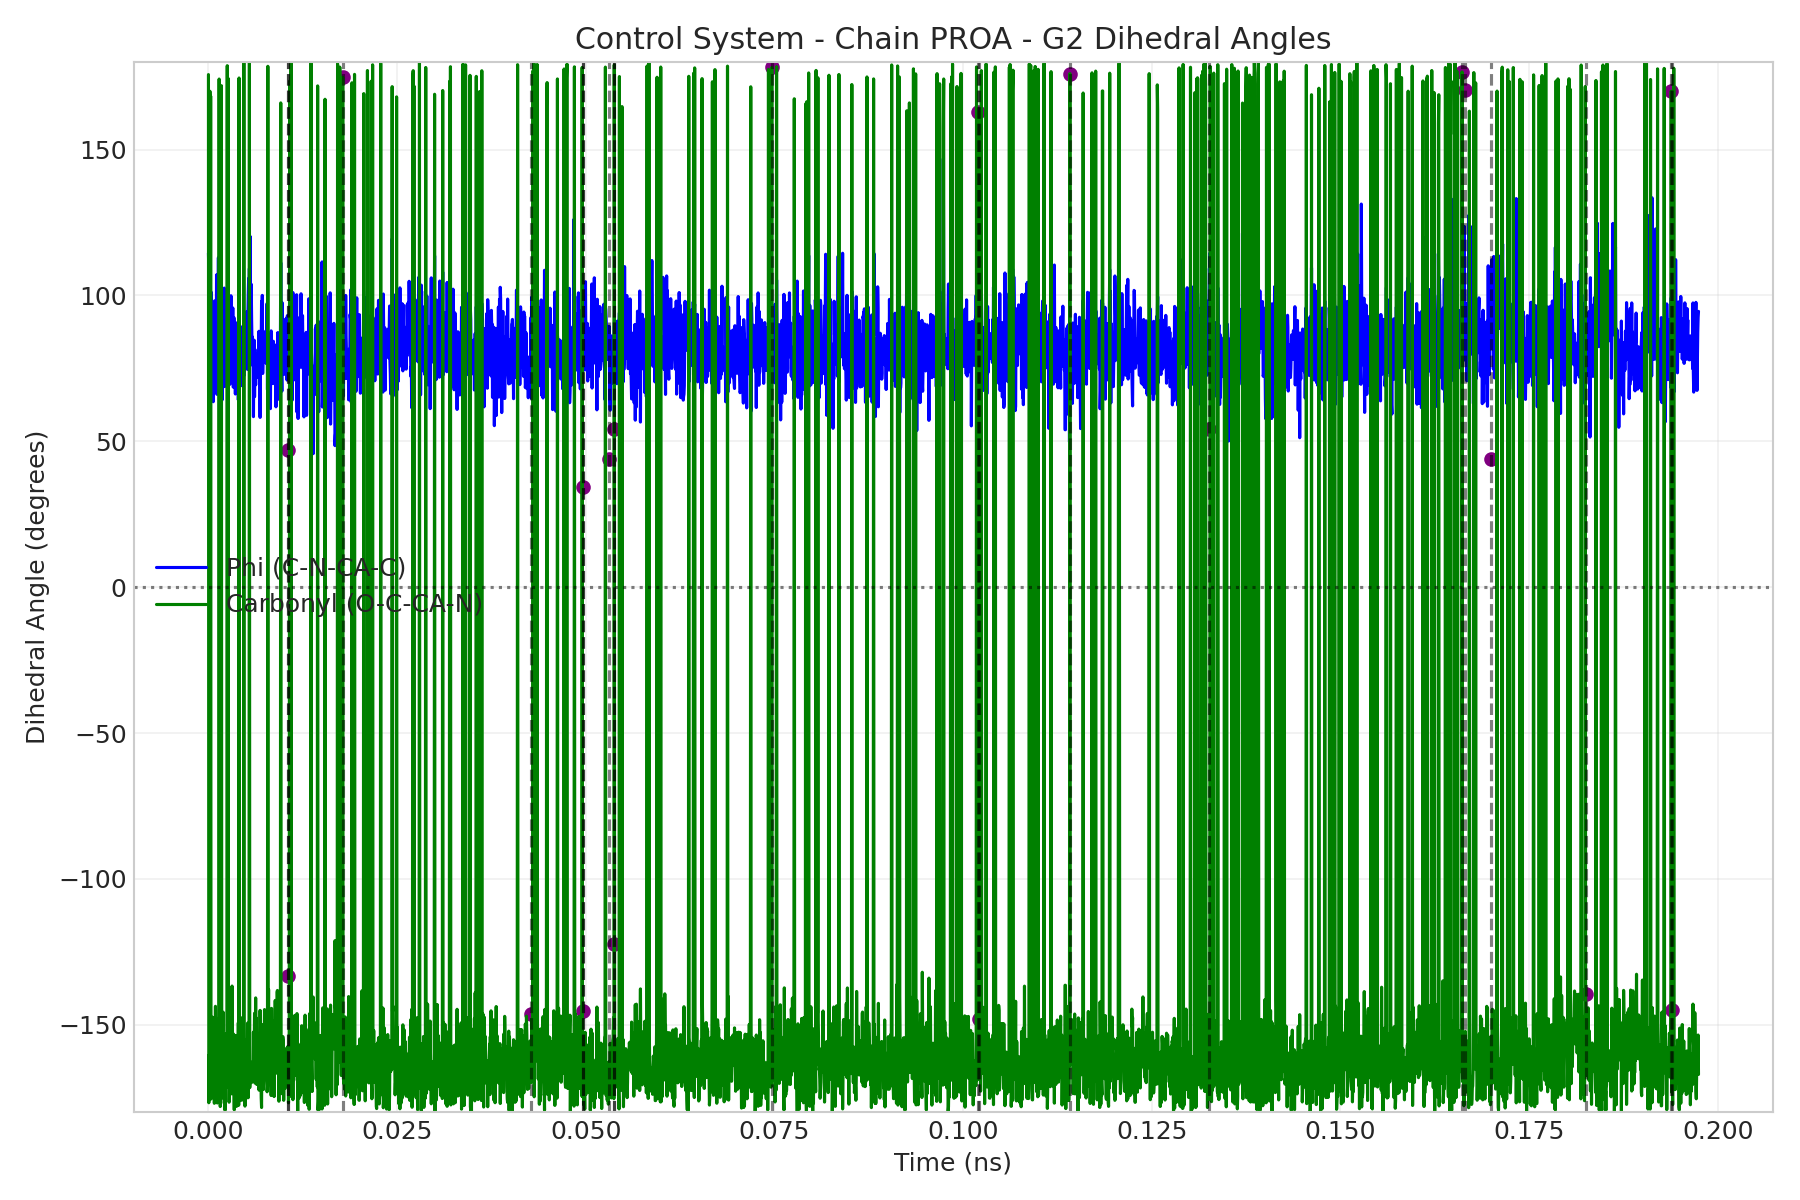 Control System - Chain PROA - G2 Dihedral Angles
Dihedral Angle (degrees)
150
100
50
0
−50
−100
−150
Phi (C-N-CA-C)
Carbonyl (O-C-CA-N)
0.000 0.025 0.050 0.075 0.100 0.125 0.150 0.175 0.200
Time (ns)